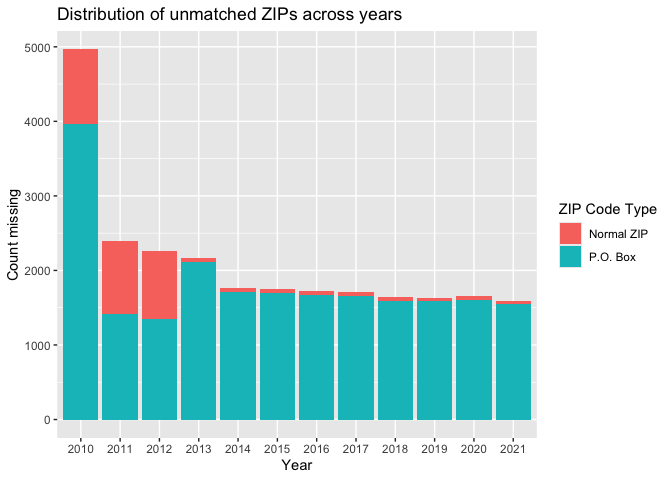 Distribution of unmatched ZIPs across years
Count missing
5000
4000
3000
2000
1000
0
2010 2011 2012 2013 2014 2015 2016 2017 2018 2019 2020 2021
Year
ZIP Code Type
Normal ZIP
P.O. Box